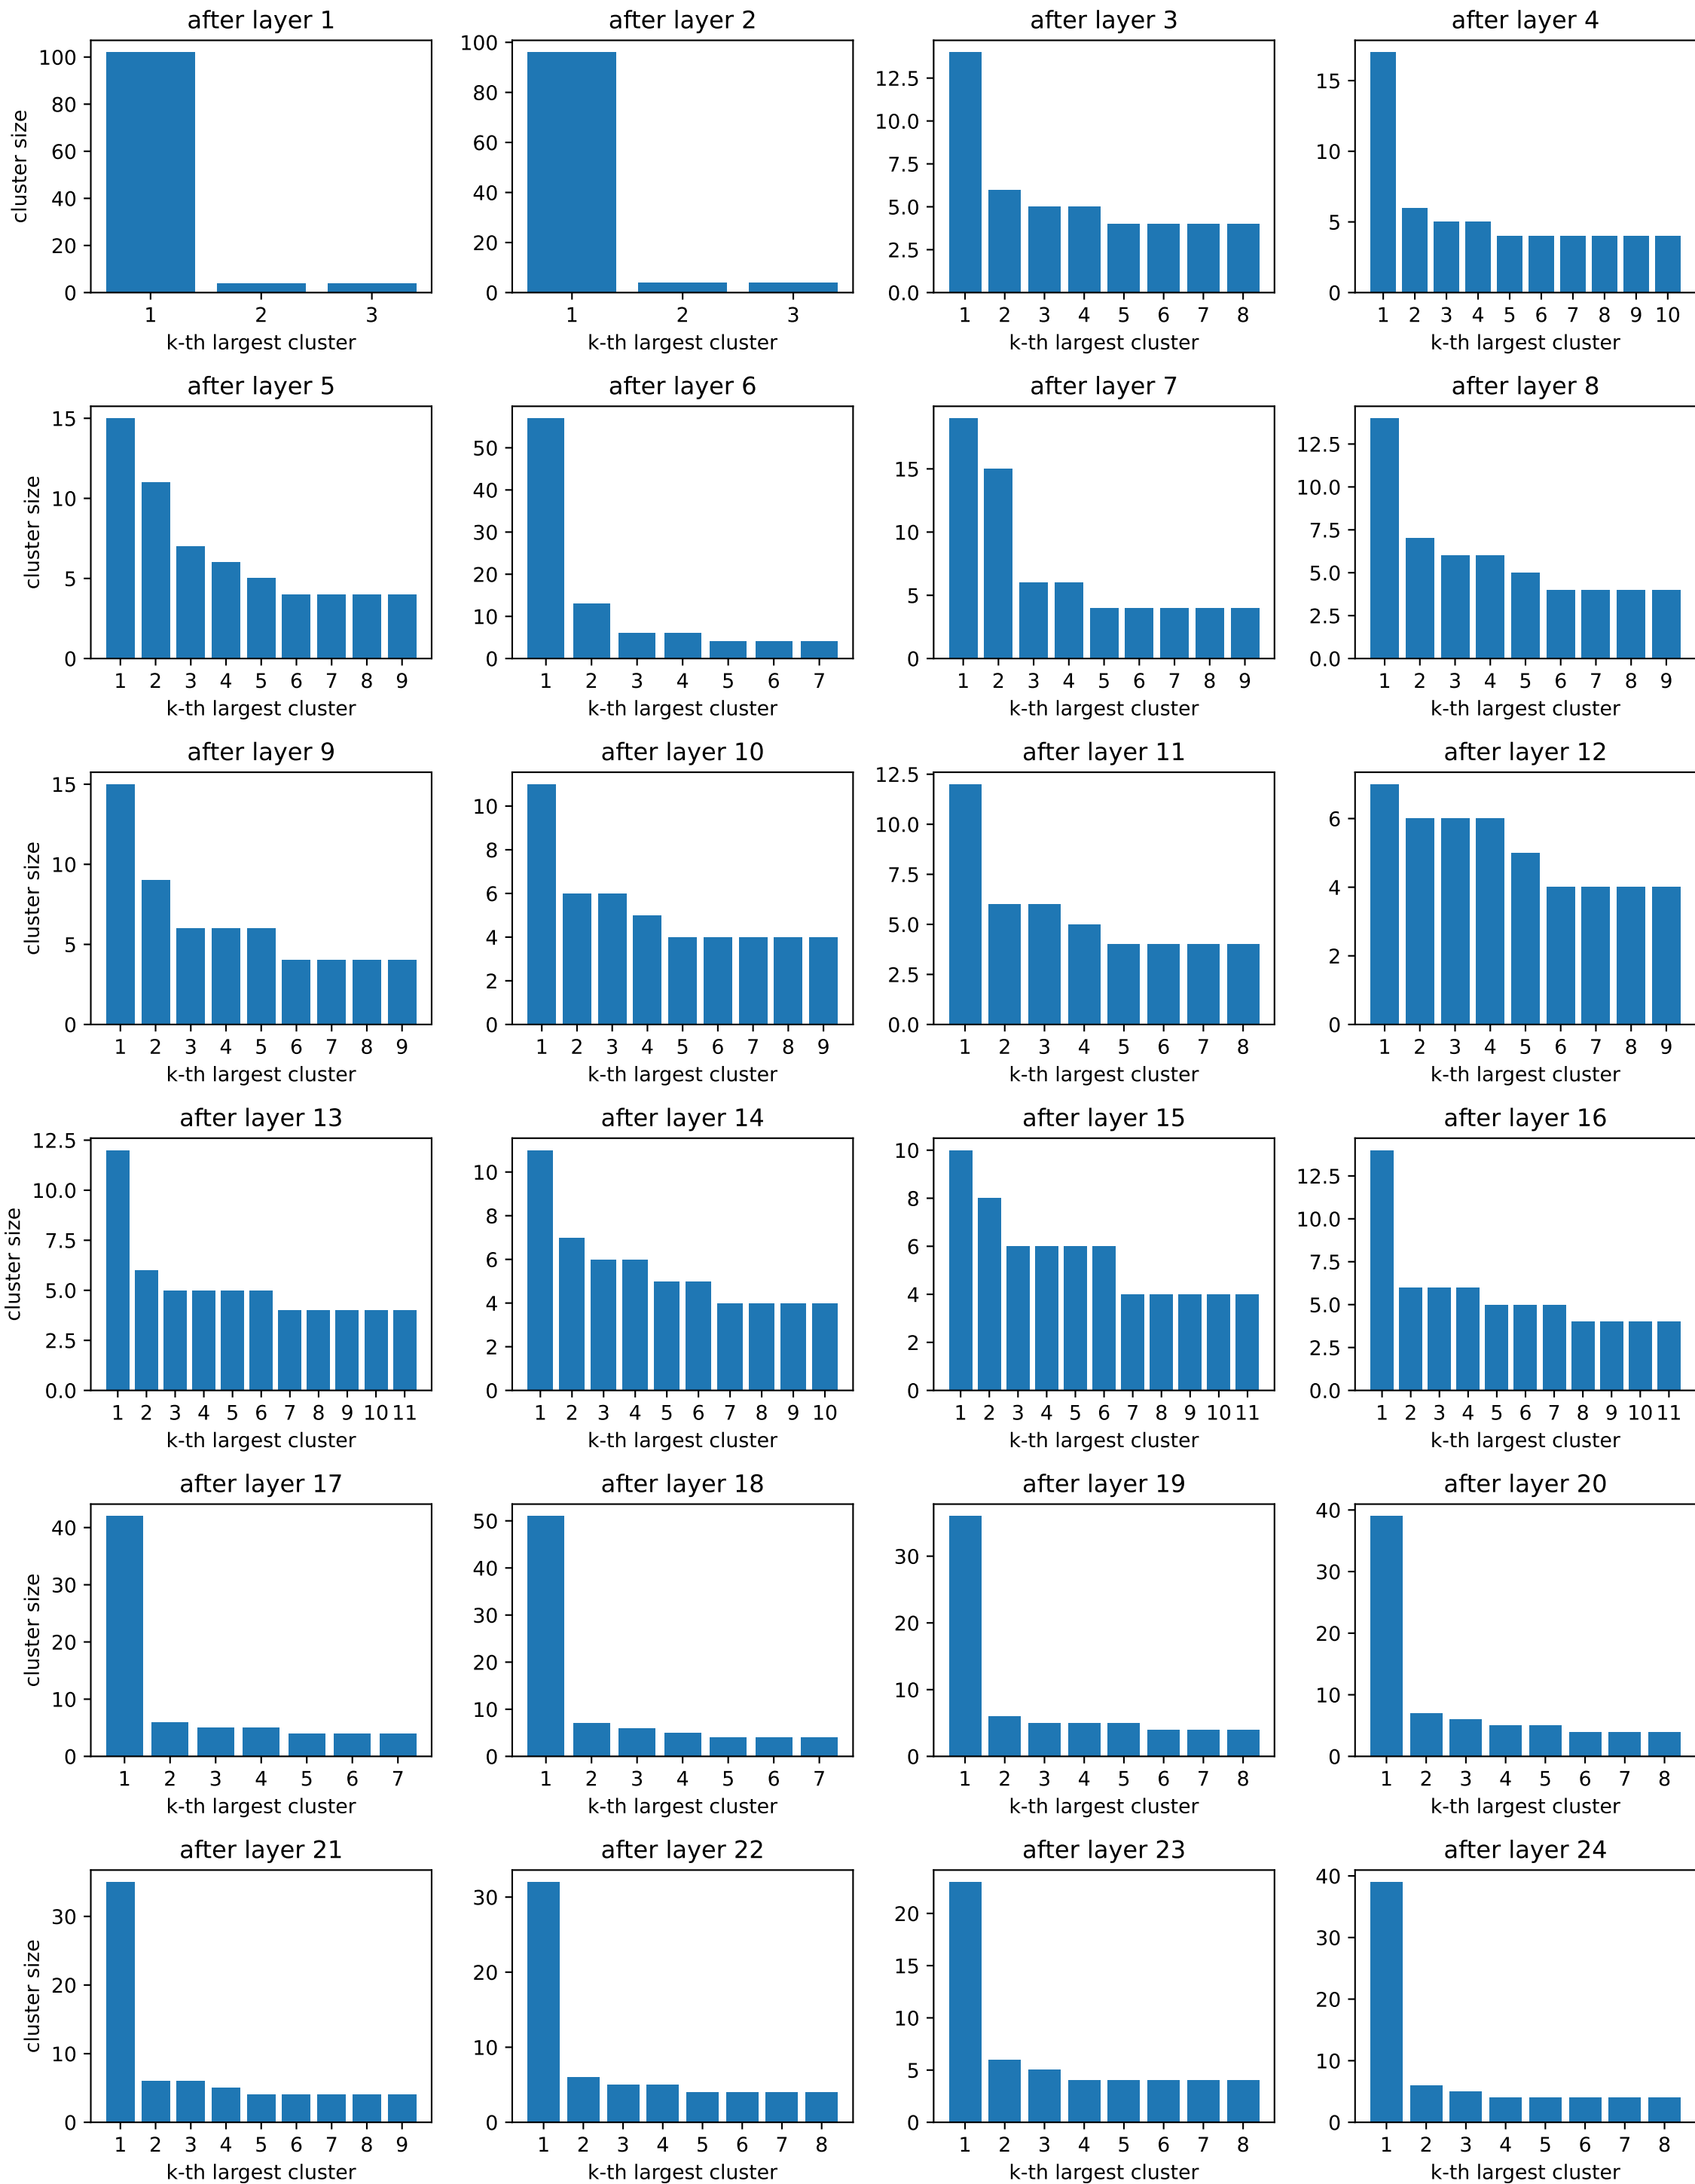 after layer 1
cluster size
100
80
60
40
20
0
1 2 3
k-th largest cluster
after layer 2
100
80
60
40
20
0
1 2 3
k-th largest cluster
after layer 3
12.5
10.0
7.5
5.0
2.5
0.0
1 2 3 4 5 6 7 8
k-th largest cluster
after layer 4
15
10
5
0
1 2 3 4 5 6 7 8 9 10
k-th largest cluster
after layer 5
cluster size
15
10
5
0
1 2 3 4 5 6 7 8 9
k-th largest cluster
after layer 6
50
40
30
20
10
0
1 2 3 4 5 6 7
k-th largest cluster
after layer 7
15
10
5
0
1 2 3 4 5 6 7 8 9
k-th largest cluster
after layer 8
12.5
10.0
7.5
5.0
2.5
0.0
1 2 3 4 5 6 7 8 9
k-th largest cluster
after layer 9
cluster size
15
10
5
0
1 2 3 4 5 6 7 8 9
k-th largest cluster
after layer 10
10
8
6
4
2
0
1 2 3 4 5 6 7 8 9
k-th largest cluster
after layer 11
12.5
10.0
7.5
5.0
2.5
0.0
1 2 3 4 5 6 7 8
k-th largest cluster
after layer 12
6
4
2
0
1 2 3 4 5 6 7 8 9
k-th largest cluster
after layer 13
cluster size
12.5
10.0
7.5
5.0
2.5
0.0
1 2 3 4 5 6 7 8 9 10 11
k-th largest cluster
after layer 14
10
8
6
4
2
0
1 2 3 4 5 6 7 8 9 10
k-th largest cluster
after layer 15
10
8
6
4
2
0
1 2 3 4 5 6 7 8 9 10 11
k-th largest cluster
after layer 16
12.5
10.0
7.5
5.0
2.5
0.0
1 2 3 4 5 6 7 8 9 10 11
k-th largest cluster
after layer 17
cluster size
40
30
20
10
0
1 2 3 4 5 6 7
k-th largest cluster
after layer 18
50
40
30
20
10
0
1 2 3 4 5 6 7
k-th largest cluster
after layer 19
30
20
10
0
1 2 3 4 5 6 7 8
k-th largest cluster
after layer 20
40
30
20
10
0
1 2 3 4 5 6 7 8
k-th largest cluster
after layer 21
cluster size
30
20
10
0
1 2 3 4 5 6 7 8 9
k-th largest cluster
after layer 22
30
20
10
0
1 2 3 4 5 6 7 8
k-th largest cluster
after layer 23
20
15
10
5
0
1 2 3 4 5 6 7 8
k-th largest cluster
after layer 24
40
30
20
10
0
1 2 3 4 5 6 7 8
k-th largest cluster